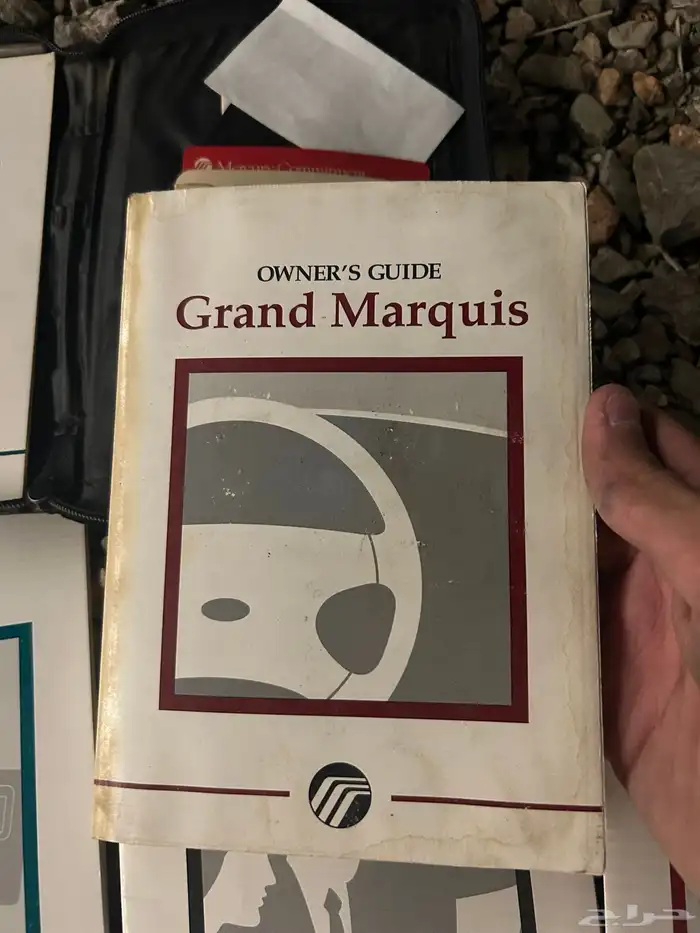 OWNER'S GUIDE
Grand Marquis
حراج